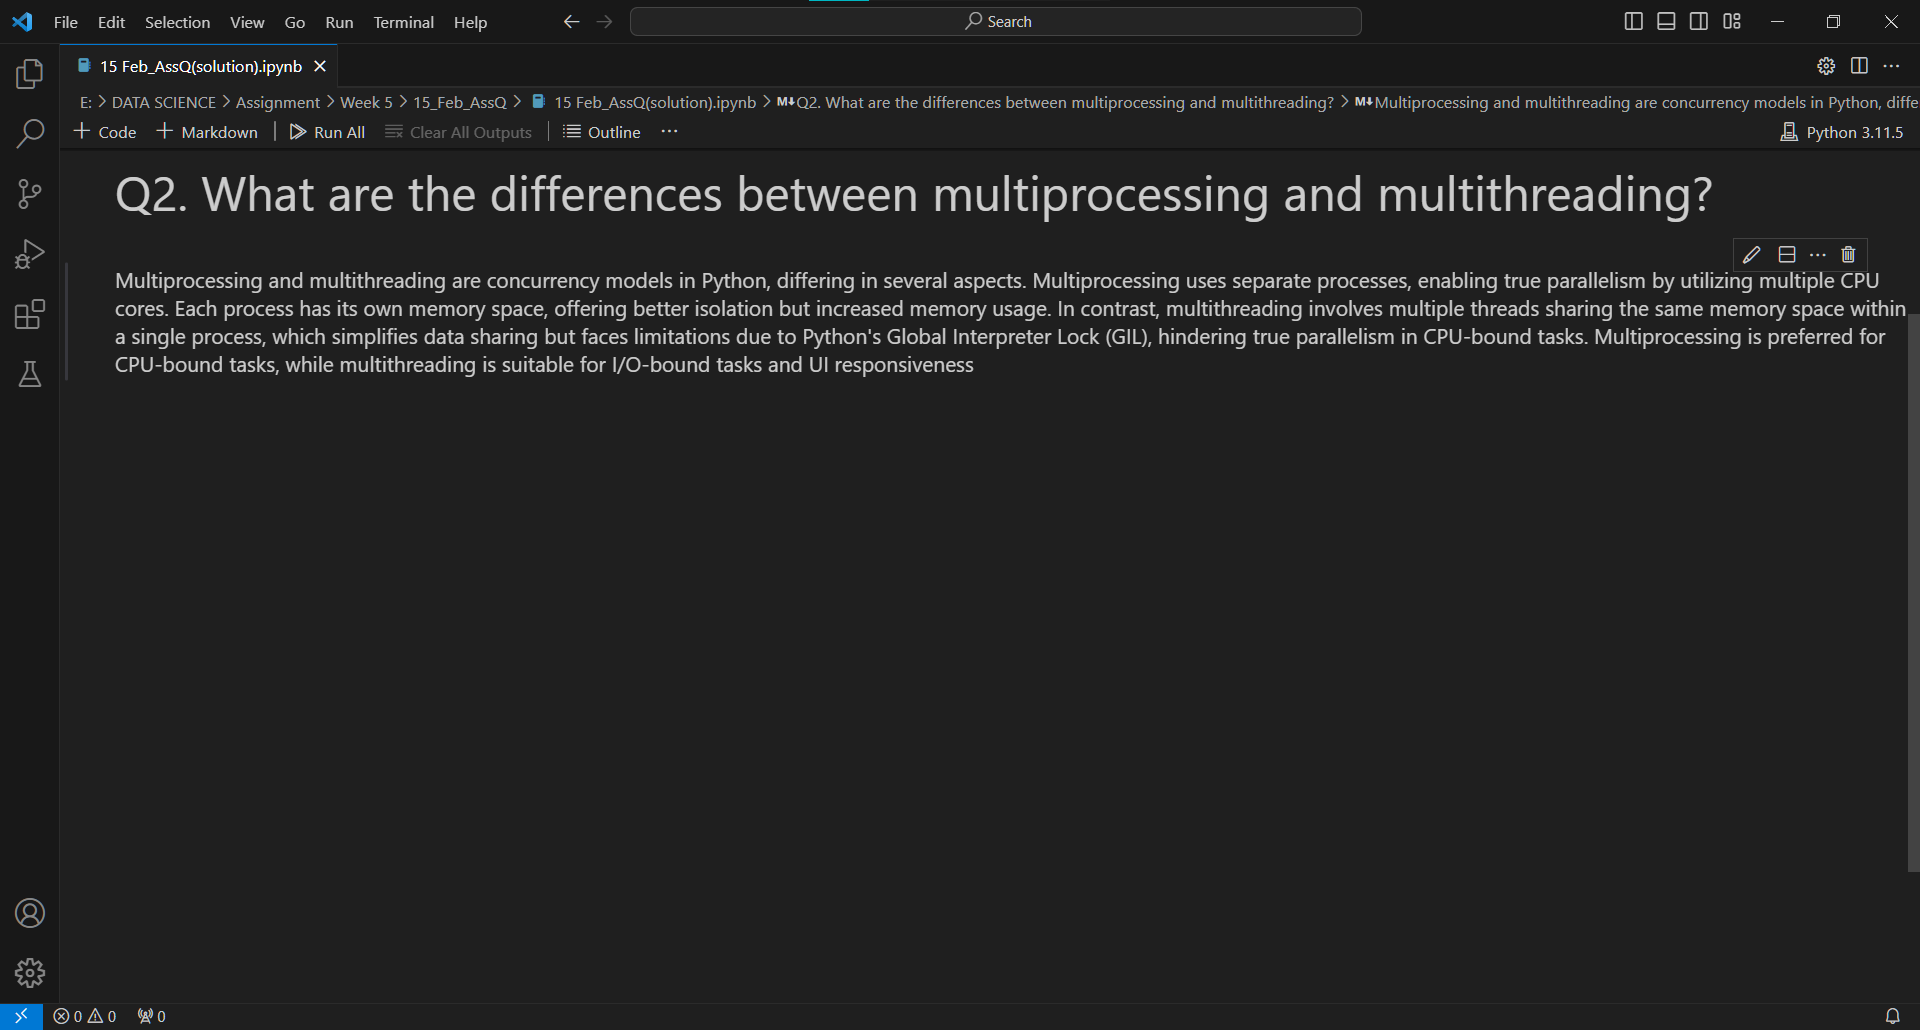 File Edit Selection View Go Run Terminal Help
Search
15 Feb_AssQ(solution).ipynb
E: > DATA SCIENCE > Assignment > Week 5 > 15_Feb_AssQ > 15 Feb_AssQ(solution).ipynb > M↓Q2. What are the differences between multiprocessing and multithreading? > M↓Multiprocessing and multithreading are concurrency models in Python, diffe
+ Code + Markdown | Run All Clear All Outputs | Outline ···
Python 3.11.5
Q2. What are the differences between multiprocessing and multithreading?
Multiprocessing and multithreading are concurrency models in Python, differing in several aspects. Multiprocessing uses separate processes, enabling true parallelism by utilizing multiple CPU
cores. Each process has its own memory space, offering better isolation but increased memory usage. In contrast, multithreading involves multiple threads sharing the same memory space within
a single process, which simplifies data sharing but faces limitations due to Python's Global Interpreter Lock (GIL), hindering true parallelism in CPU-bound tasks. Multiprocessing is preferred for
CPU-bound tasks, while multithreading is suitable for I/O-bound tasks and UI responsiveness
0 0 0